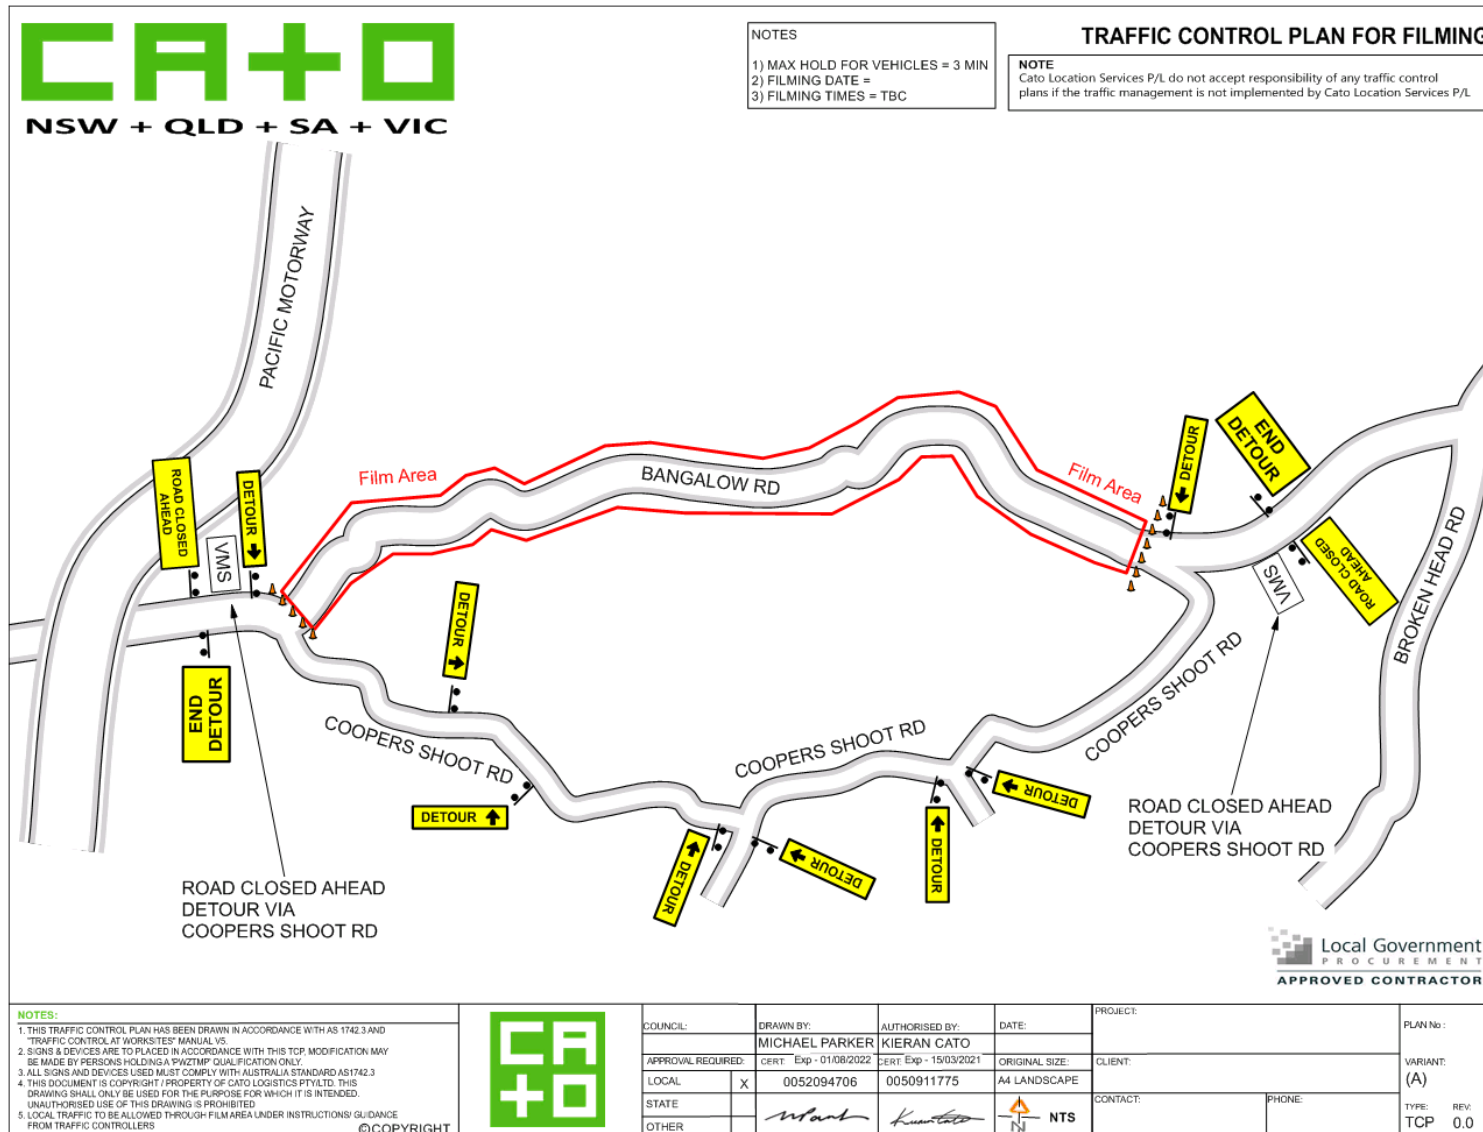 CATO
NSW + QLD + SA + VIC
NOTES
1) MAX HOLD FOR VEHICLES = 3 MIN
2) FILMING DATE =
3) FILMING TIMES = TBC
TRAFFIC CONTROL PLAN FOR FILMING
NOTE
Cato Location Services P/L do not accept responsibility of any traffic control
plans if the traffic management is not implemented by Cato Location Services P/L
PACIFIC MOTORWAY
ROAD CLOSED
AHEAD
VMS
DETOUR
Film Area
BANGALOW RD
Film Area
DETOUR
END
DETOUR
ROAD CLOSED
AHEAD
VMS
BROKEN HEAD RD
END
DETOUR
DETOUR
COOPERS SHOOT RD
DETOUR
COOPERS SHOOT RD
COOPERS SHOOT RD
DETOUR
DETOUR
DETOUR
DETOUR
ROAD CLOSED AHEAD
DETOUR VIA
COOPERS SHOOT RD
ROAD CLOSED AHEAD
DETOUR VIA
COOPERS SHOOT RD
Local Government
PROCUREMENT
APPROVED CONTRACTOR
NOTES:
1. THIS TRAFFIC CONTROL PLAN HAS BEEN DRAWN IN ACCORDANCE WITH AS 1742.3 AND
"TRAFFIC CONTROL AT WORKSITES" MANUAL V5.
2. SIGNS & DEVICES ARE TO PLACED IN ACCORDANCE WITH THIS TCP, MODIFICATION MAY
BE MADE BY PERSONS HOLDING A 'PWZTMP' QUALIFICATION ONLY.
3. ALL SIGNS AND DEVICES USED MUST COMPLY WITH AUSTRALIA STANDARD AS1742.3
4. THIS DOCUMENT IS COPYRIGHT / PROPERTY OF CATO LOGISTICS PTY/LTD. THIS
DRAWING SHALL ONLY BE USED FOR THE PURPOSE FOR WHICH IT IS INTENDED.
UNAUTHORISED USE OF THIS DRAWING IS PROHIBITED
5. LOCAL TRAFFIC TO BE ALLOWED THROUGH FILM AREA UNDER INSTRUCTIONS/ GUIDANCE
FROM TRAFFIC CONTROLLERS
©COPYRIGHT
CATO
COUNCIL:
APPROVAL REQUIRED:
LOCAL X
STATE
OTHER
DRAWN BY:
MICHAEL PARKER
CERT: Exp - 01/08/2022
0052094706
AUTHORISED BY:
KIERAN CATO
CERT: Exp - 15/03/2021
0050911775
DATE:
ORIGINAL SIZE:
A4 LANDSCAPE
N
NTS
PROJECT:
CLIENT:
CONTACT:
PHONE:
PLAN No :
VARIANT:
(A)
TYPE: REV:
TCP 0.0